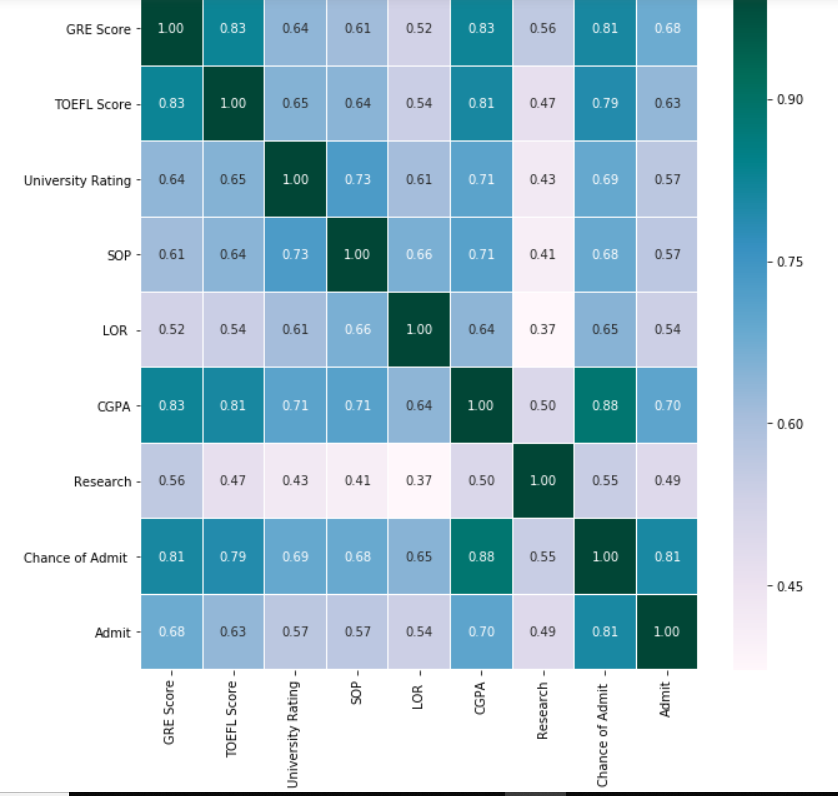 GRE Score 1.00 0.83 0.64 0.61 0.52 0.83 0.56 0.81 0.68
TOEFL Score 0.83 1.00 0.65 0.64 0.54 0.81 0.47 0.79 0.63
University Rating 0.64 0.65 1.00 0.73 0.61 0.71 0.43 0.69 0.57
SOP 0.61 0.64 0.73 1.00 0.66 0.71 0.41 0.68 0.57
LOR 0.52 0.54 0.61 0.66 1.00 0.64 0.37 0.65 0.54
CGPA 0.83 0.81 0.71 0.71 0.64 1.00 0.50 0.88 0.70
Research 0.56 0.47 0.43 0.41 0.37 0.50 1.00 0.55 0.49
Chance of Admit 0.81 0.79 0.69 0.68 0.65 0.88 0.55 1.00 0.81
Admit 0.68 0.63 0.57 0.57 0.54 0.70 0.49 0.81 1.00
GRE Score
TOEFL Score
University Rating
SOP
LOR
CGPA
Research
Chance of Admit
Admit
0.90
0.75
0.60
0.45